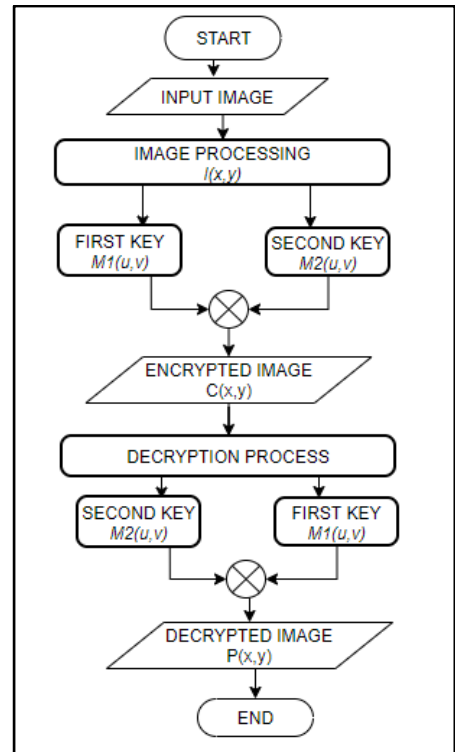 START
INPUT IMAGE
IMAGE PROCESSING
I(x,y)
FIRST KEY
M1(u,v)
SECOND KEY
M2(u,v)
ENCRYPTED IMAGE
C(x,y)
DECRYPTION PROCESS
SECOND KEY
M2(u,v)
FIRST KEY
M1(u,v)
DECRYPTED IMAGE
P(x,y)
END